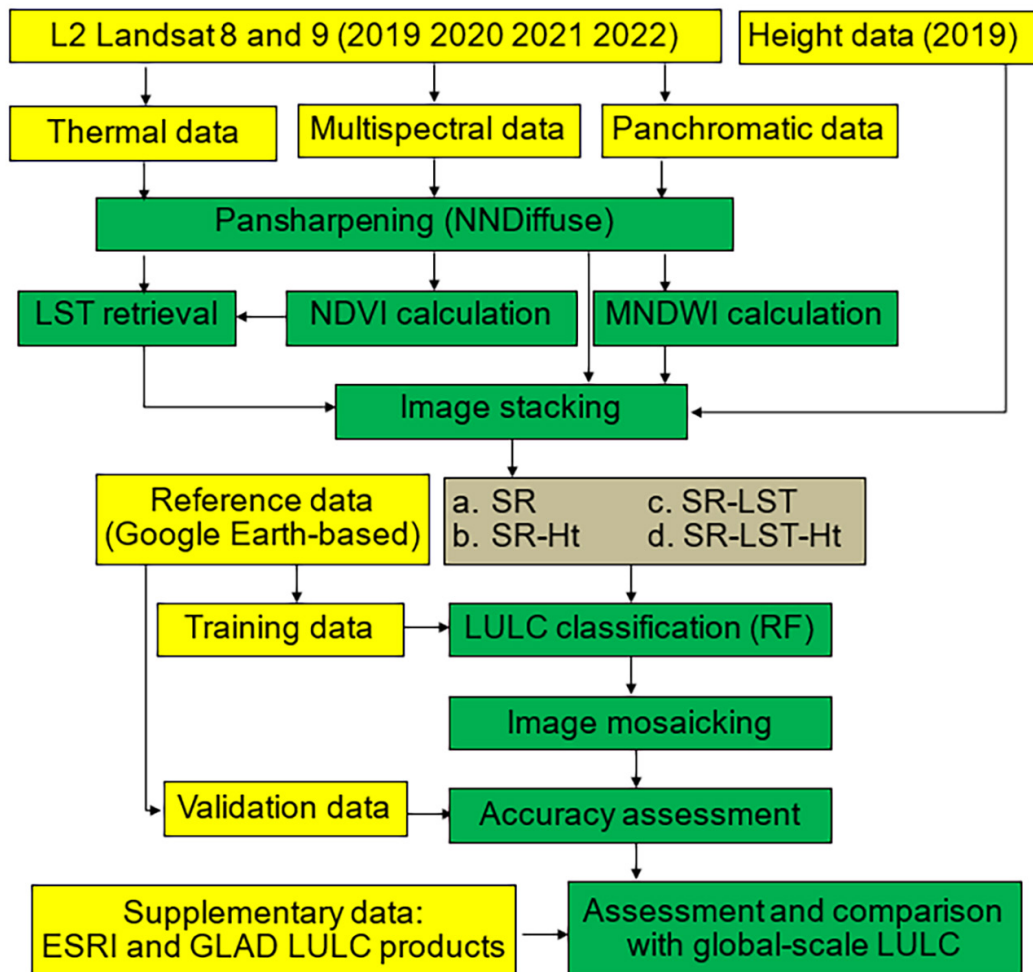 L2 Landsat 8 and 9 (2019 2020 2021 2022)
Height data (2019)
Thermal data
Multispectral data
Panchromatic data
Pansharpening (NNDiffuse)
LST retrieval
NDVI calculation
MNDWI calculation
Image stacking
Reference data
(Google Earth-based)
a. SR
c. SR-LST
b. SR-Ht
d. SR-LST-Ht
Training data
LULC classification (RF)
Image mosaicking
Validation data
Accuracy assessment
Supplementary data:
ESRI and GLAD LULC products
Assessment and comparison
with global-scale LULC